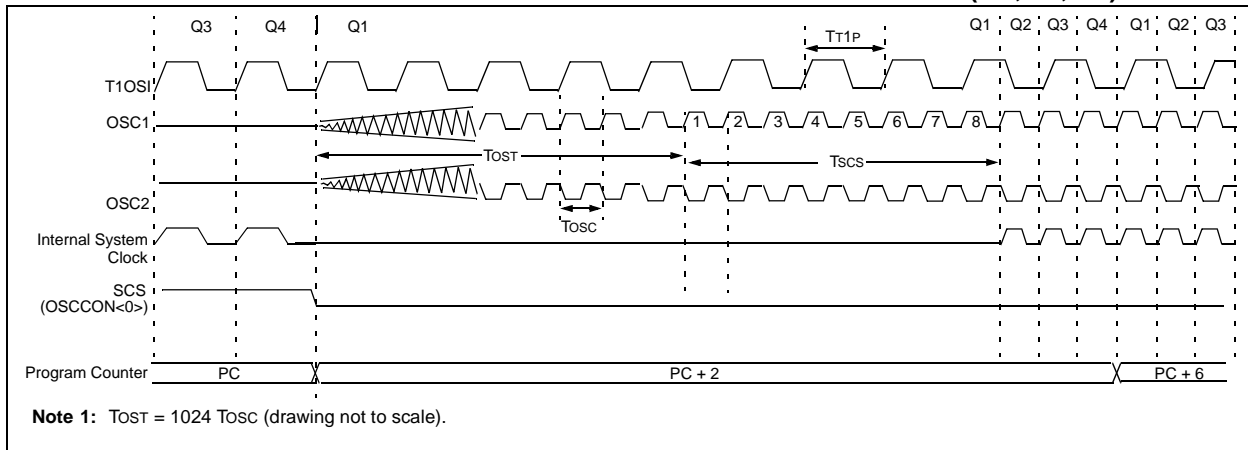 Q3 Q4 Q1 Q1 Q2 Q3 Q4 Q1 Q2 Q3
TT1P
T1OSI
OSC1
1 2 3 4 5 6 7 8
TOST
TSCS
OSC2
TOSC
Internal System
Clock
SCS
(OSCCON<0>)
Program Counter PC PC + 2 PC + 6
Note 1: TOST = 1024 TOSC (drawing not to scale).